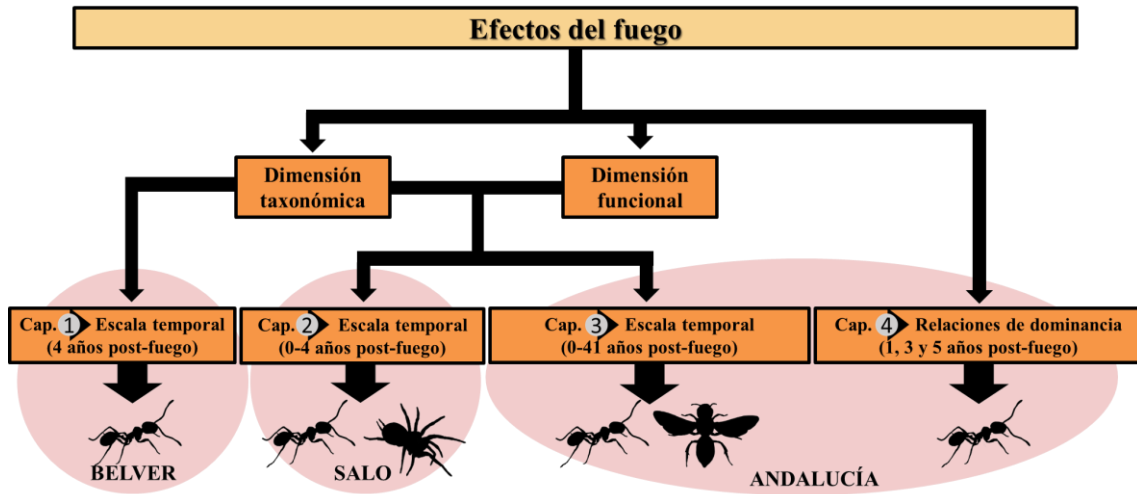 Efectos del fuego
Dimensión
taxonómica
Dimensión
funcional
Cap. 1 Escala temporal
(4 años post-fuego)
Cap. 2 Escala temporal
(0-4 años post-fuego)
Cap. 3 Escala temporal
(0-41 años post-fuego)
Cap. 4 Relaciones de dominancia
(1, 3 y 5 años post-fuego)
BELVER
SALO
ANDALUCÍA